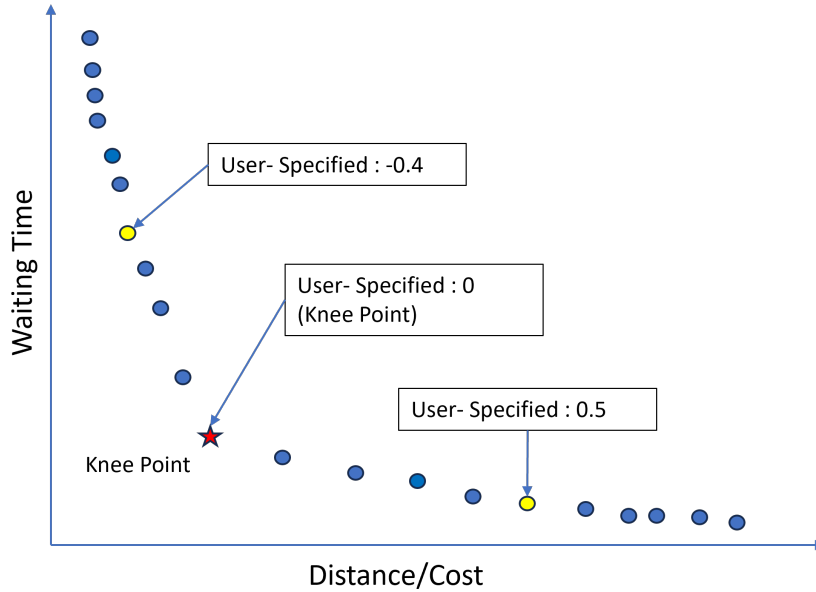 User- Specified : -0.4
Waiting Time
User- Specified : 0
(Knee Point)
User- Specified : 0.5
Knee Point
Distance/Cost